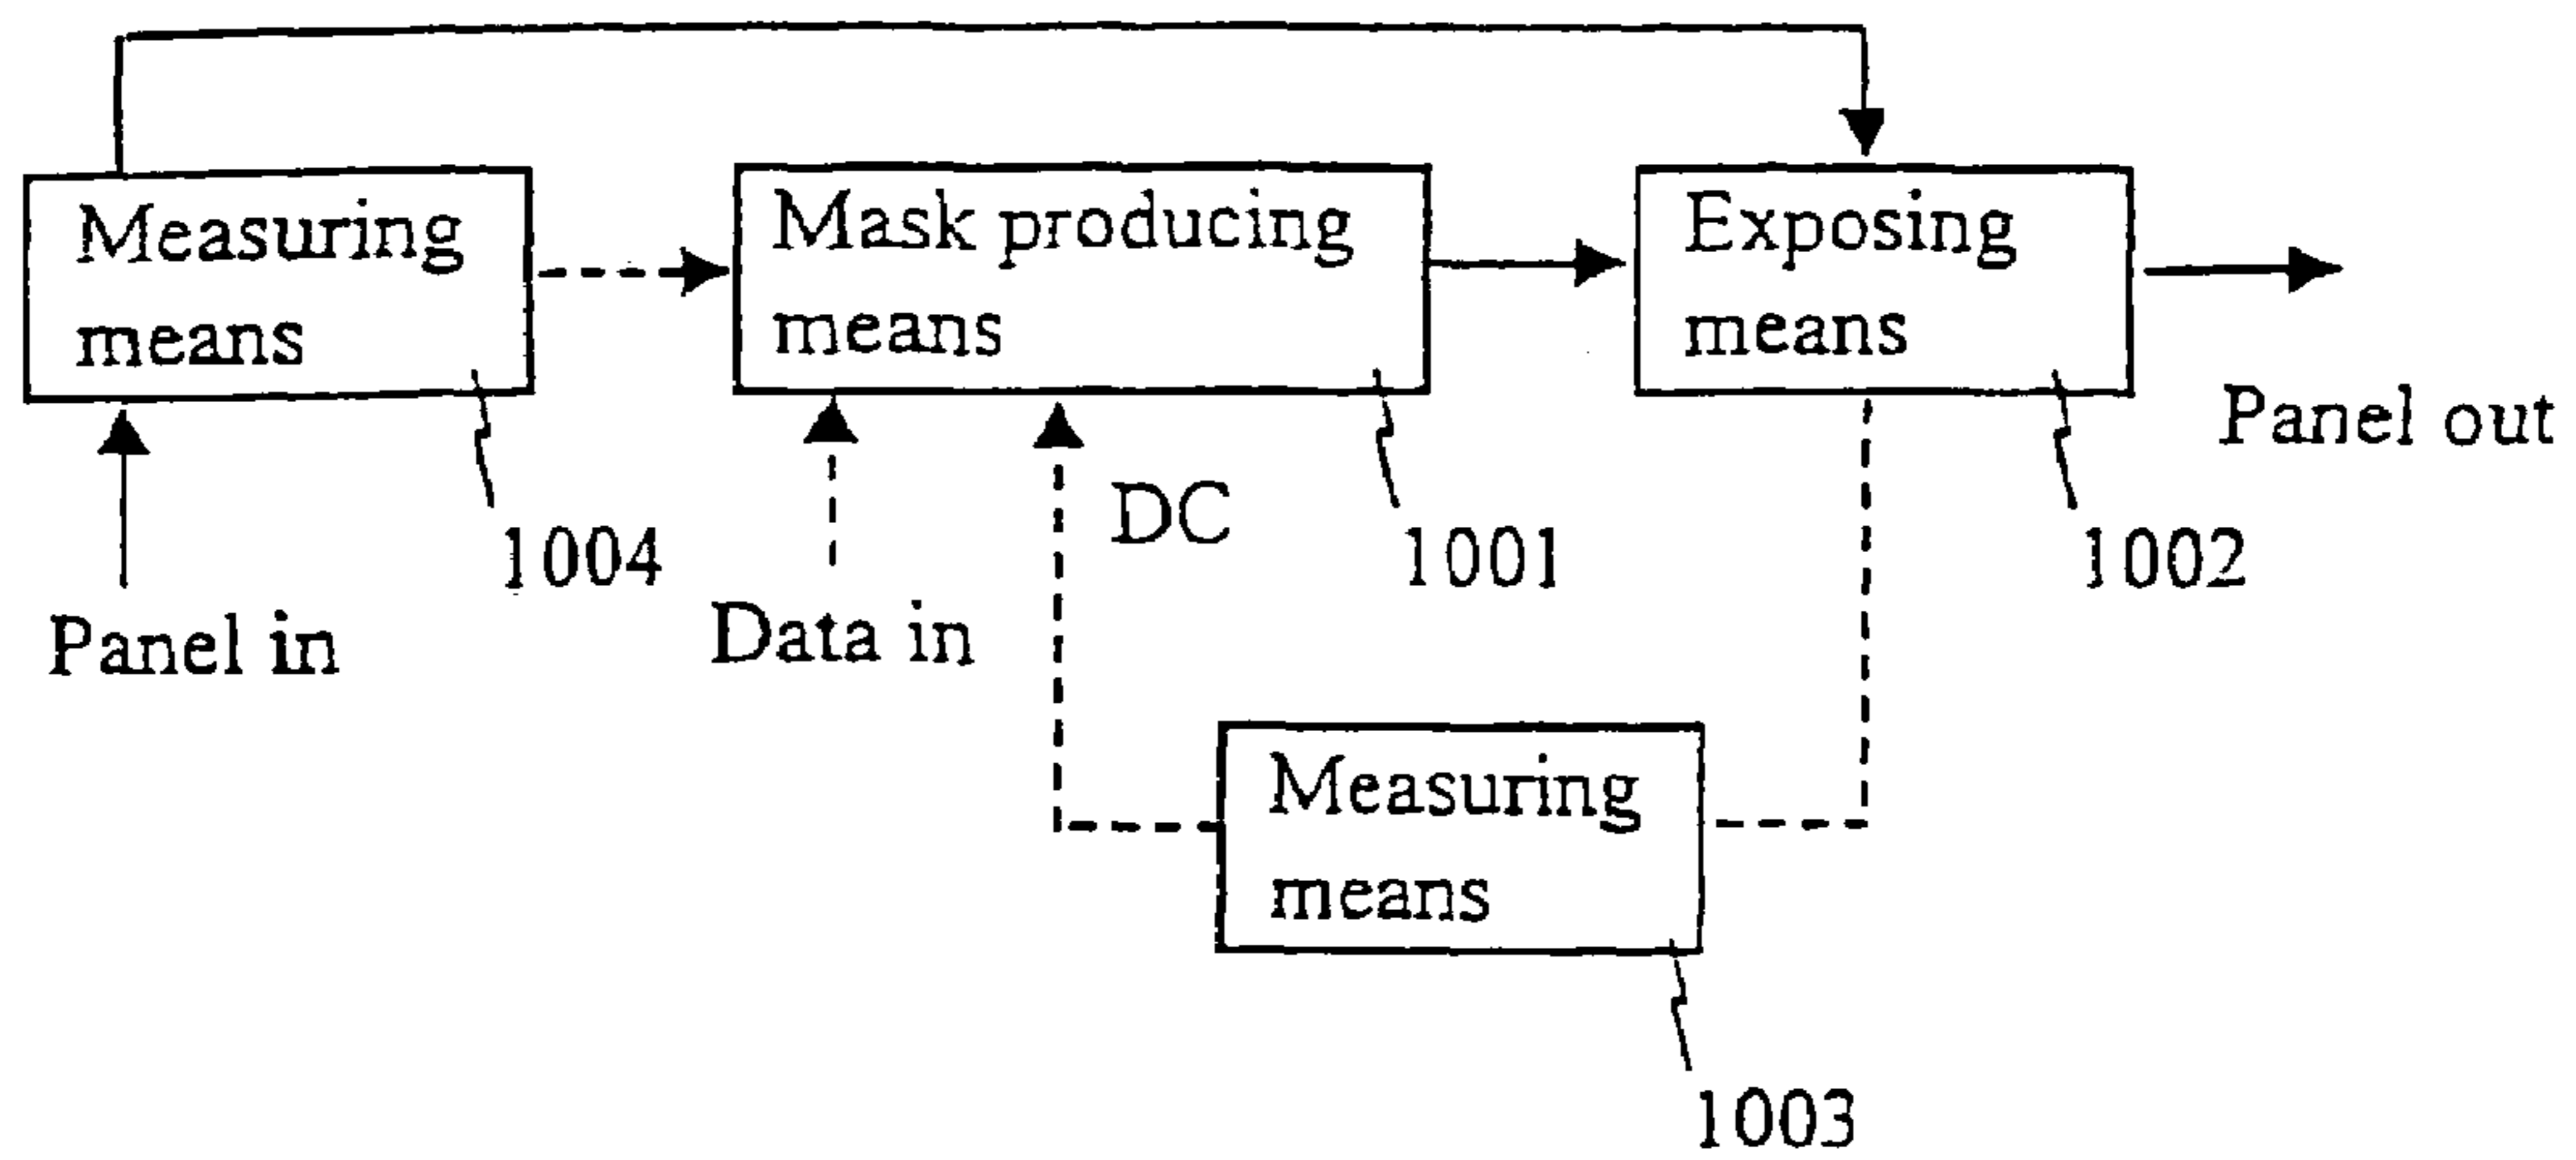 Measuring
means
Mask producing
means
Exposing
means
Panel out
DC
1004
1001
1002
Panel in
Data in
Measuring
means
1003